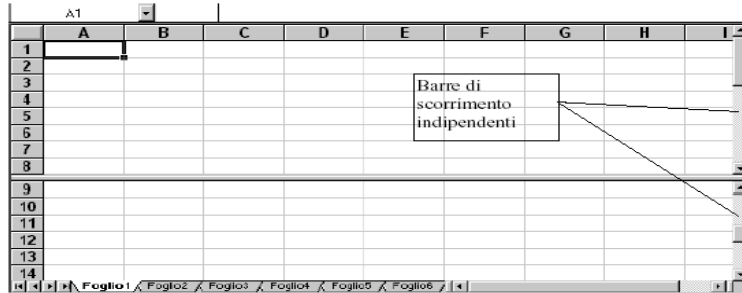 A1
A B C D E F G H I
1
2
3
Barre di
4
scorrimento
5
indipendenti
6
7
8
9
10
11
12
13
14
Foglio1 Foglio2 Foglio3 Foglio4 Foglio5 Foglio6